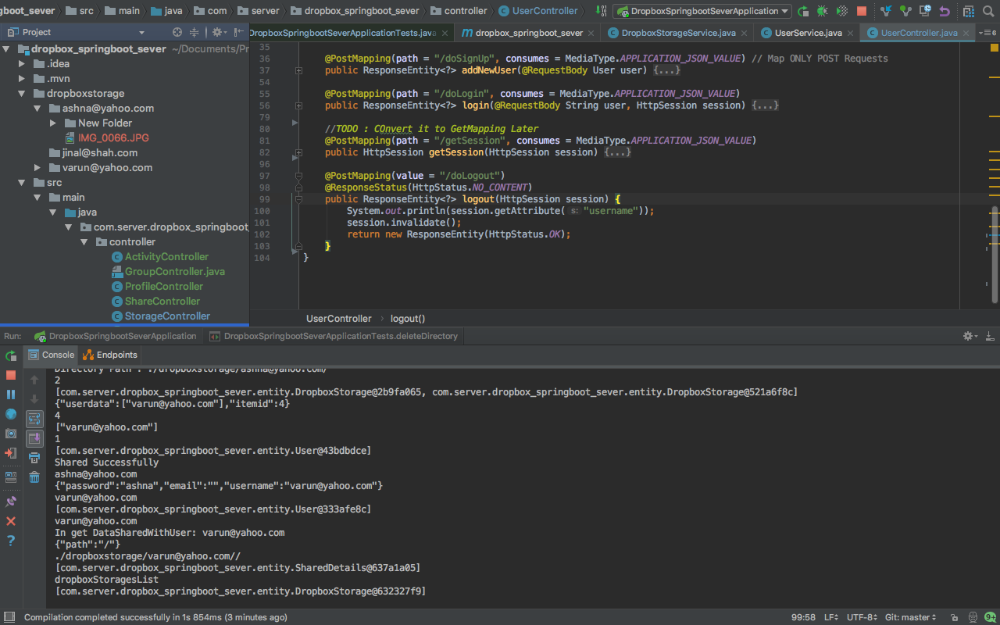 gboot_sever src main java com server dropbox_springboot_sever controller UserController DropboxSpringbootSeverApplication
Project
DropboxSpringbootSeverApplicationTests.java dropbox_springboot_sever DropboxStorageService.java UserService.java UserController.java 6
dropbox_springboot_sever ~/Documents/Pr
.idea
.mvn
dropboxstorage
ashna@yahoo.com
New Folder
IMG_0066.JPG
jinal@shah.com
varun@yahoo.com
src
main
java
com.server.dropbox_springboot_
controller
ActivityController
GroupController.java
ProfileController
ShareController
StorageController
35
36 @PostMapping(path = "/doSignUp", consumes = MediaType.APPLICATION_JSON_VALUE) // Map ONLY POST Requests
37 public ResponseEntity<?> addNewUser(@RequestBody User user) {...}
54
55 @PostMapping(path = "/doLogin", consumes = MediaType.APPLICATION_JSON_VALUE)
56 public ResponseEntity<?> login(@RequestBody String user, HttpSession session) {...}
79
80 //TODO : COnvert it to GetMapping Later
81 @PostMapping(path = "/getSession", consumes = MediaType.APPLICATION_JSON_VALUE)
82 public HttpSession getSession(HttpSession session) {...}
96
97 @PostMapping(value = "/doLogout")
98 @ResponseStatus(HttpStatus.NO_CONTENT)
99 public ResponseEntity<?> logout(HttpSession session) {
100 System.out.println(session.getAttribute( s: "username"));
101 session.invalidate();
102 return new ResponseEntity(HttpStatus.OK);
103 }
104 }
UserController logout()
Run: DropboxSpringbootSeverApplication DropboxSpringbootSeverApplicationTests.deleteDirectory
Console Endpoints
Directory Path : ./dropboxstorage/ashna@yahoo.com/
2
[com.server.dropbox_springboot_sever.entity.DropboxStorage@2b9fa065, com.server.dropbox_springboot_sever.entity.DropboxStorage@521a6f8c]
{"userdata":["varun@yahoo.com"],"itemid":4}
4
["varun@yahoo.com"]
1
[com.server.dropbox_springboot_sever.entity.User@43bdbdce]
Shared Successfully
ashna@yahoo.com
{"password":"ashna","email":"","username":"varun@yahoo.com"}
varun@yahoo.com
[com.server.dropbox_springboot_sever.entity.User@333afe8c]
varun@yahoo.com
In get DataSharedWithUser: varun@yahoo.com
{"path":"/"}
./dropboxstorage/varun@yahoo.com//
[com.server.dropbox_springboot_sever.entity.SharedDetails@637a1a05]
dropboxStoragesList
[com.server.dropbox_springboot_sever.entity.DropboxStorage@632327f9]
Compilation completed successfully in 1s 854ms (3 minutes ago) 99:58 LF UTF-8 Git: master 9+